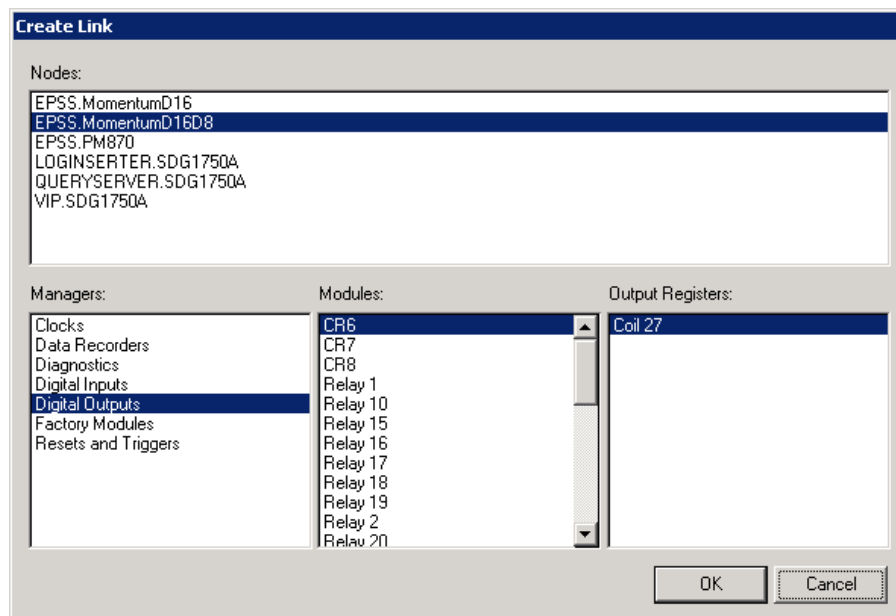 Create Link
Nodes:
EPSS.MomentumD16
EPSS.MomentumD16D8
EPSS.PM870
LOGINSERTER.SDG1750A
QUERYSERVER.SDG1750A
VIP.SDG1750A
Managers:
Clocks
Data Recorders
Diagnostics
Digital Inputs
Digital Outputs
Factory Modules
Resets and Triggers
Modules:
CR6
CR7
CR8
Relay 1
Relay 10
Relay 15
Relay 16
Relay 17
Relay 18
Relay 19
Relay 2
Relay 20
Output Registers:
Coil 27
OK
Cancel